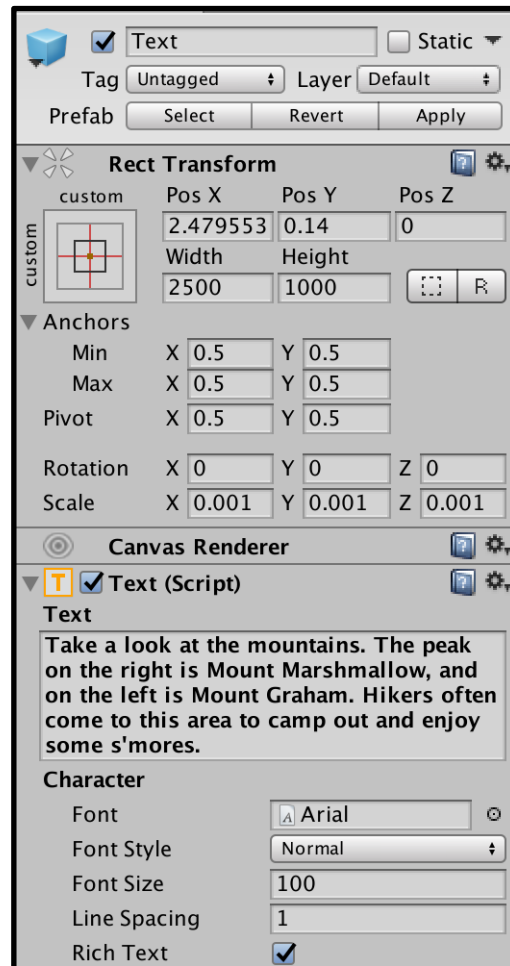 Text Static
Tag Untagged Layer Default
Prefab Select Revert Apply
Rect Transform
custom Pos X Pos Y Pos Z
custom 2.479553 0.14 0
Width Height
2500 1000 R
Anchors
Min X 0.5 Y 0.5
Max X 0.5 Y 0.5
Pivot X 0.5 Y 0.5
Rotation X 0 Y 0 Z 0
Scale X 0.001 Y 0.001 Z 0.001
Canvas Renderer
T Text (Script)
Text
Take a look at the mountains. The peak
on the right is Mount Marshmallow, and
on the left is Mount Graham. Hikers often
come to this area to camp out and enjoy
some s'mores.
Character
Font A Arial
Font Style Normal
Font Size 100
Line Spacing 1
Rich Text